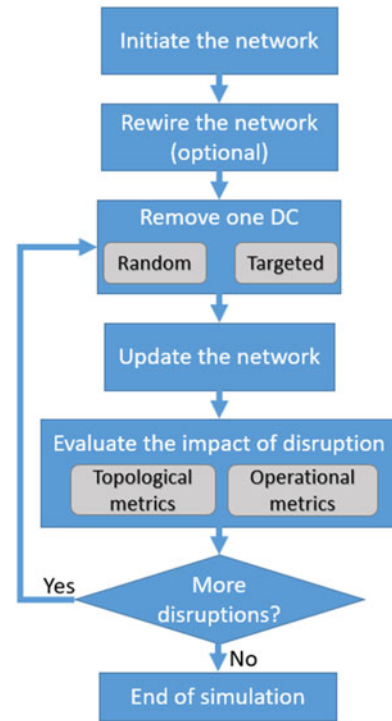 Initiate the network
Rewire the network
(optional)
Remove one DC
Random Targeted
Update the network
Evaluate the impact of disruption
Topological
metrics
Operational
metrics
More
disruptions?
Yes
No
End of simulation